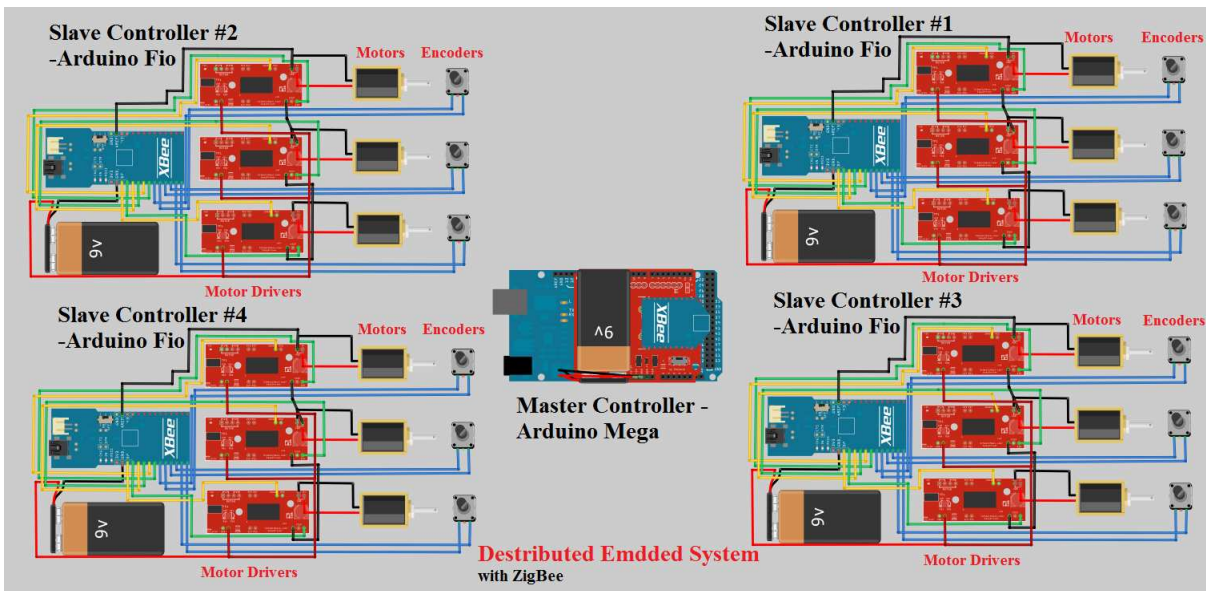 Slave Controller #2
-Arduino Fio
Motors
Encoders
XBee
9v
Motor Drivers
Slave Controller #1
-Arduino Fio
Motors
Encoders
XBee
9v
Motor Drivers
XBee
9v
Master Controller -
Arduino Mega
Slave Controller #4
-Arduino Fio
Motors
Encoders
XBee
9v
Motor Drivers
Slave Controller #3
-Arduino Fio
Motors
Encoders
XBee
9v
Motor Drivers
Destributed Emdded System
with ZigBee